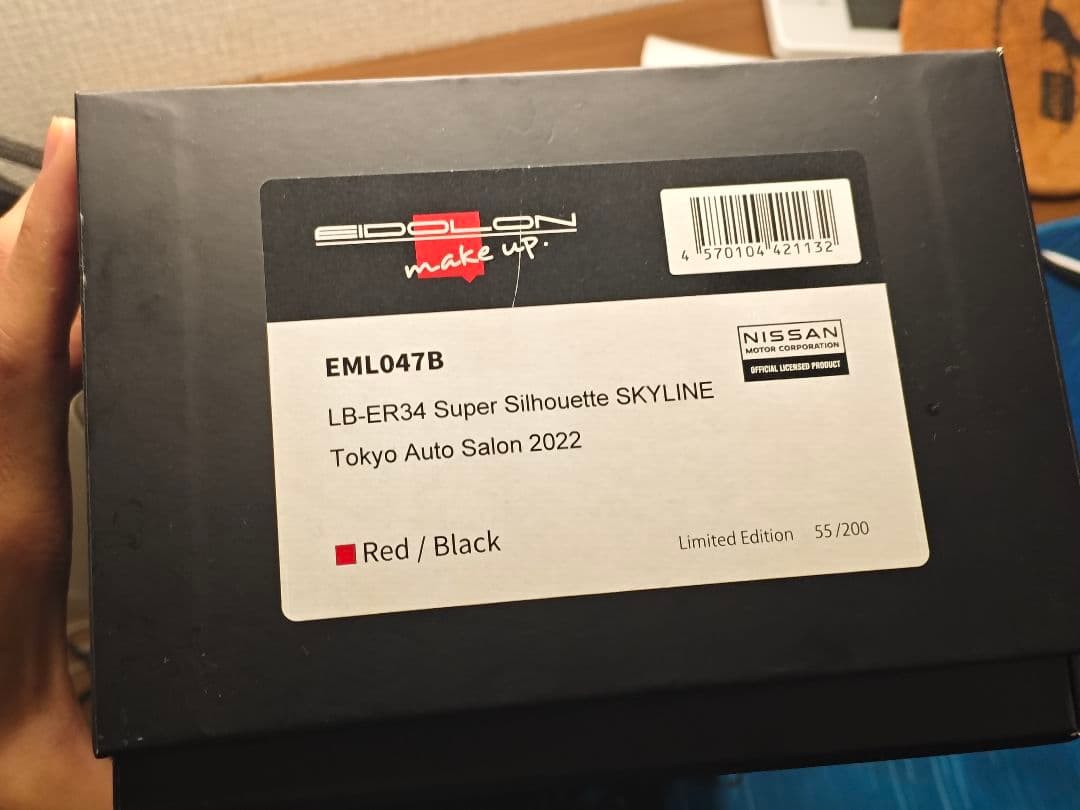 EIDOLON
make up.
4 570104 421132
EML047B
NISSAN
MOTOR CORPORATION
OFFICIAL LICENSED PRODUCT
LB-ER34 Super Silhouette SKYLINE
Tokyo Auto Salon 2022
Red / Black
Limited Edition 55/200